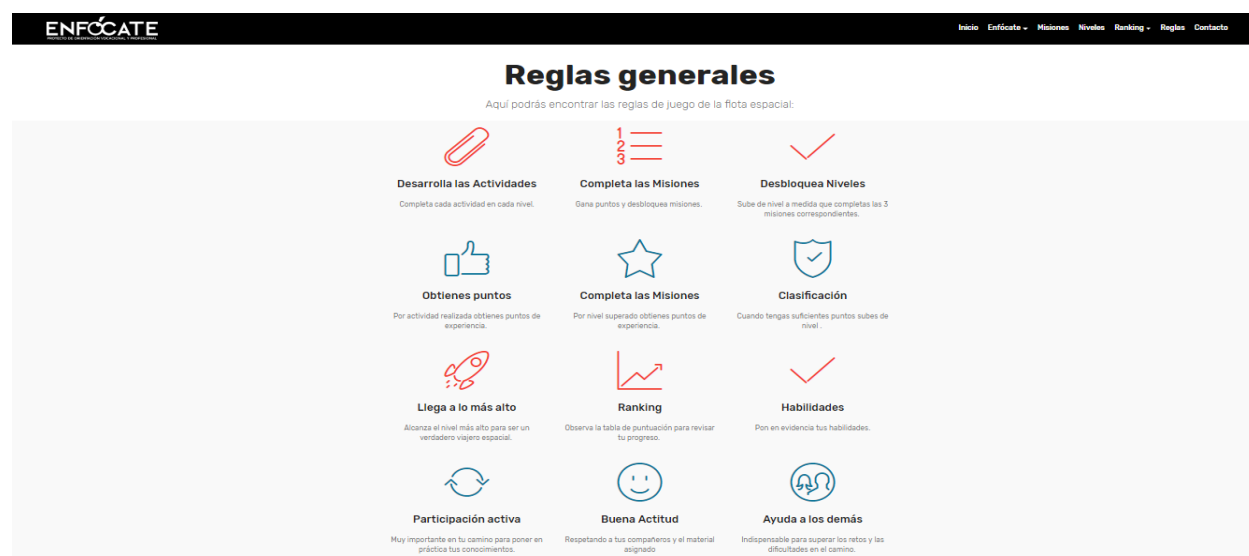 ENFÓCATE
PROYECTO DE ORIENTACIÓN VOCACIONAL Y PROFESIONAL
Inicio Enfócate Misiones Niveles Ranking Reglas Contacto
Reglas generales
Aquí podrás encontrar las reglas de juego de la flota espacial:
1
2
3
Desarrolla las Actividades
Completa cada actividad en cada nivel.
Completa las Misiones
Gana puntos y desbloquea misiones.
Desbloquea Niveles
Sube de nivel a medida que completas las 3
misiones correspondientes.
Obtienes puntos
Por actividad realizada obtienes puntos de
experiencia.
Completa las Misiones
Por nivel superado obtienes puntos de
experiencia.
Clasificación
Cuando tengas suficientes puntos subes de
nivel .
Llega a lo más alto
Alcanza el nivel más alto para ser un
verdadero viajero espacial.
Ranking
Observa la tabla de puntuación para revisar
tu progreso.
Habilidades
Pon en evidencia tus habilidades.
Participación activa
Muy importante en tu camino para poner en
práctica tus conocimientos.
Buena Actitud
Respetando a tus compañeros y el material
asignado
Ayuda a los demás
Indispensable para superar los retos y las
dificultades en el camino.